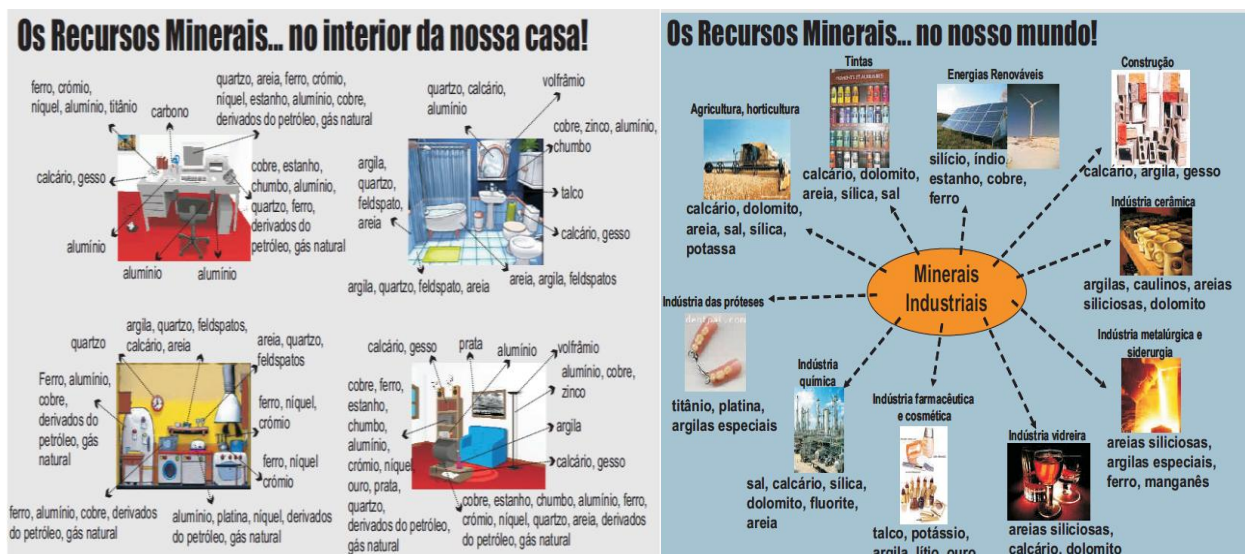 Os Recursos Minerais... no interior da nossa casa!
ferro, crómio,
níquel, alumínio, titânio
carbono
quartzo, areia, ferro, crómio,
níquel, estanho, alumínio, cobre,
derivados do petróleo, gás natural
calcário, gesso
cobre, estanho,
chumbo, alumínio,
quartzo, ferro,
derivados do
petróleo, gás natural
alumínio
alumínio
alumínio
quartzo, calcário,
alumínio
volfrâmio
cobre, zinco, alumínio,
chumbo
argila,
quartzo,
feldspato,
areia
talco
calcário, gesso
areia, argila, feldspatos
argila, quartzo, feldspato, areia
quartzo
argila, quartzo, feldspatos,
calcário, areia
areia, quartzo,
feldspatos
Ferro, alumínio,
cobre,
derivados do
petróleo, gás
natural
ferro, níquel,
crómio
ferro, níquel
crómio
ferro, alumínio, cobre, derivados
do petróleo, gás natural
alumínio, platina, níquel, derivados
do petróleo, gás natural
calcário, gesso
prata
alumínio
volfrâmio
alumínio, cobre,
zinco
cobre, ferro,
estanho,
chumbo,
alumínio,
crómio, níquel
ouro, prata,
quartzo,
derivados do petróleo,
gás natural
argila
calcário, gesso
cobre, estanho, chumbo, alumínio, ferro,
crómio, níquel, quartzo, areia, derivados
do petróleo, gás natural
Os Recursos Minerais... no nosso mundo!
Tintas
calcário, dolomito,
areia, sílica, sal
Energias Renováveis
silício, índio,
estanho, cobre,
ferro
Construção
calcário, argila, gesso
Agricultura, horticultura
calcário, dolomito,
areia, sal, sílica,
potassa
Indústria cerâmica
argilas, caulinos, areias
siliciosas, dolomito
Minerais
Industriais
Indústria das próteses
titânio, platina,
argilas especiais
Indústria
química
sal, calcário, sílica,
dolomito, fluorite,
areia
Indústria farmacêutica
e cosmética
talco, potássio,
argila, lítio, ouro
Indústria vidreira
areias siliciosas,
calcário, dolomito
Indústria metalúrgica e
siderurgia
areias siliciosas,
argilas especiais,
ferro, manganês